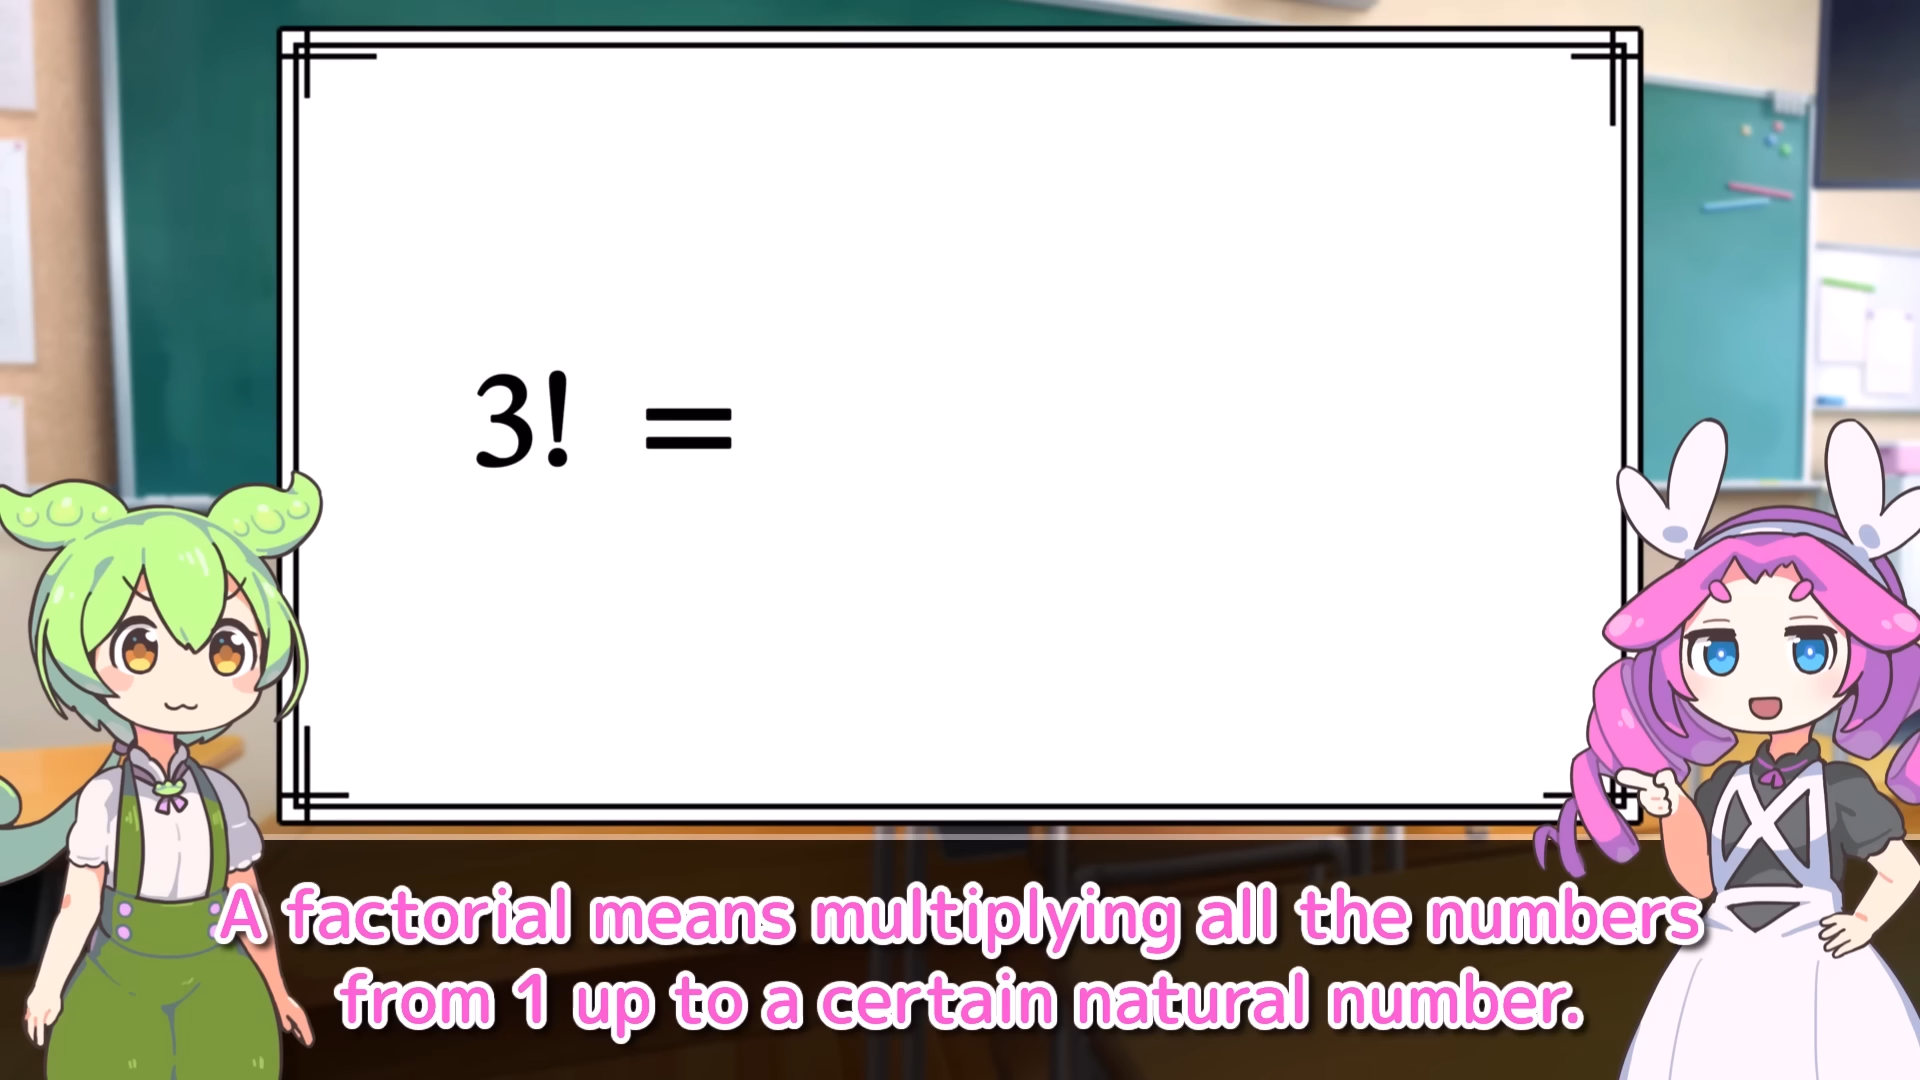 3! =
A factorial means multiplying all the numbers
from 1 up to a certain natural number.